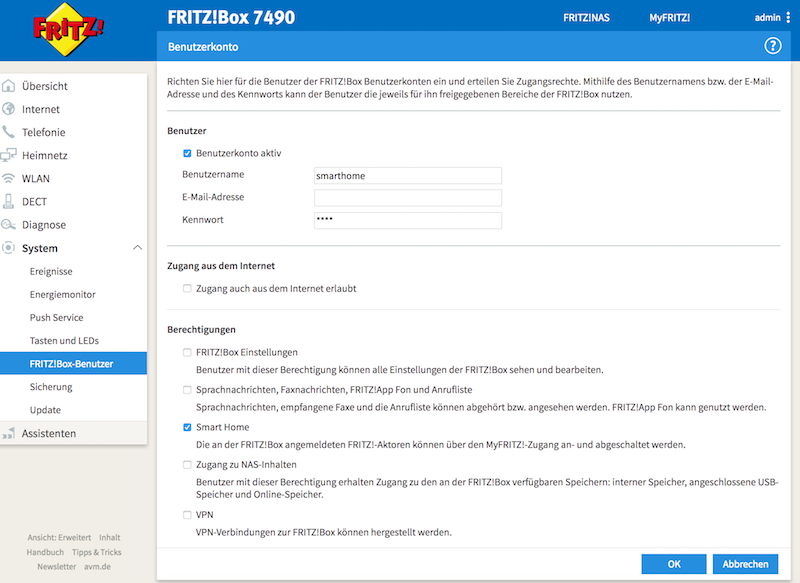 FRITZ!
FRITZ!Box 7490
FRITZ!NAS
MyFRITZ!
admin
Benutzerkonto
?
Übersicht
Internet
Telefonie
Heimnetz
WLAN
DECT
Diagnose
System
Ereignisse
Energiemonitor
Push Service
Tasten und LEDs
FRITZ!Box-Benutzer
Sicherung
Update
Assistenten
Ansicht: Erweitert Inhalt
Handbuch Tipps & Tricks
Newsletter avm.de
Richten Sie hier für die Benutzer der FRITZ!Box Benutzerkonten ein und erteilen Sie Zugangsrechte. Mithilfe des Benutzernamens bzw. der E-Mail-
Adresse und des Kennworts kann der Benutzer die jeweils für ihn freigegebenen Bereiche der FRITZ!Box nutzen.
Benutzer
Benutzerkonto aktiv
Benutzername smarthome
E-Mail-Adresse
Kennwort ****
Zugang aus dem Internet
Zugang auch aus dem Internet erlaubt
Berechtigungen
FRITZ!Box Einstellungen
Benutzer mit dieser Berechtigung können alle Einstellungen der FRITZ!Box sehen und bearbeiten.
Sprachnachrichten, Faxnachrichten, FRITZ!App Fon und Anrufliste
Sprachnachrichten, empfangene Faxe und die Anrufliste können abgehört bzw. angesehen werden. FRITZ!App Fon kann genutzt werden.
Smart Home
Die an der FRITZ!Box angemeldeten FRITZ!-Aktoren können über den MyFRITZ!-Zugang an- und abgeschaltet werden.
Zugang zu NAS-Inhalten
Benutzer mit dieser Berechtigung erhalten Zugang zu den an der FRITZ!Box verfügbaren Speichern: interner Speicher, angeschlossene USB-
Speicher und Online-Speicher.
VPN
VPN-Verbindungen zur FRITZ!Box können hergestellt werden.
OK
Abbrechen